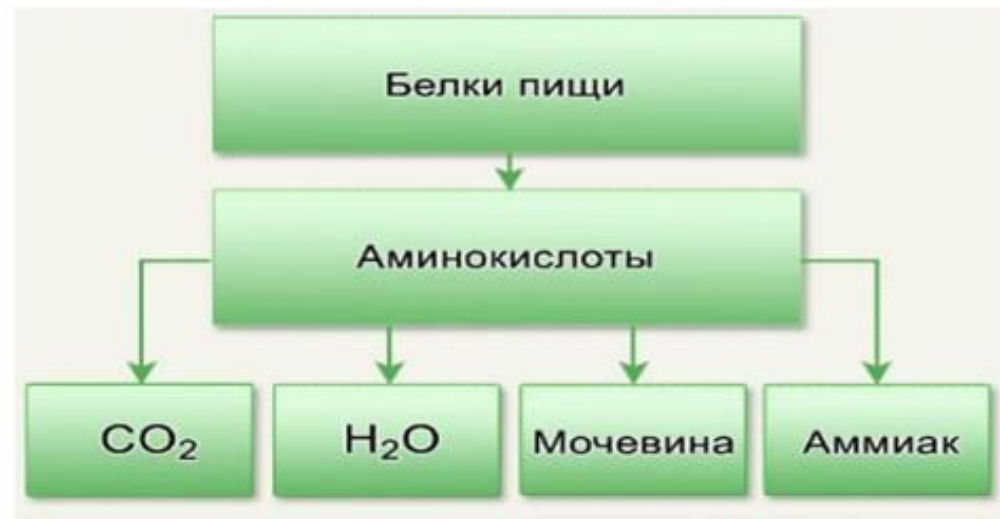 Белки пищи
Аминокислоты
CO₂
H₂O
Мочевина
Аммиак